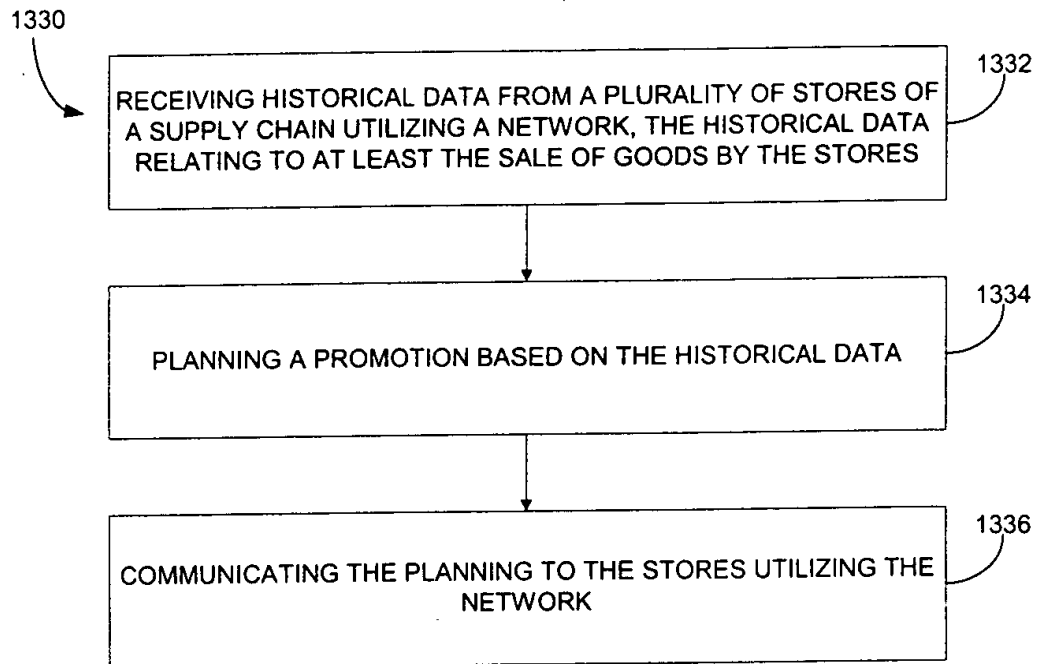 1330
1332
RECEIVING HISTORICAL DATA FROM A PLURALITY OF STORES OF
A SUPPLY CHAIN UTILIZING A NETWORK, THE HISTORICAL DATA
RELATING TO AT LEAST THE SALE OF GOODS BY THE STORES
1334
PLANNING A PROMOTION BASED ON THE HISTORICAL DATA
1336
COMMUNICATING THE PLANNING TO THE STORES UTILIZING THE
NETWORK